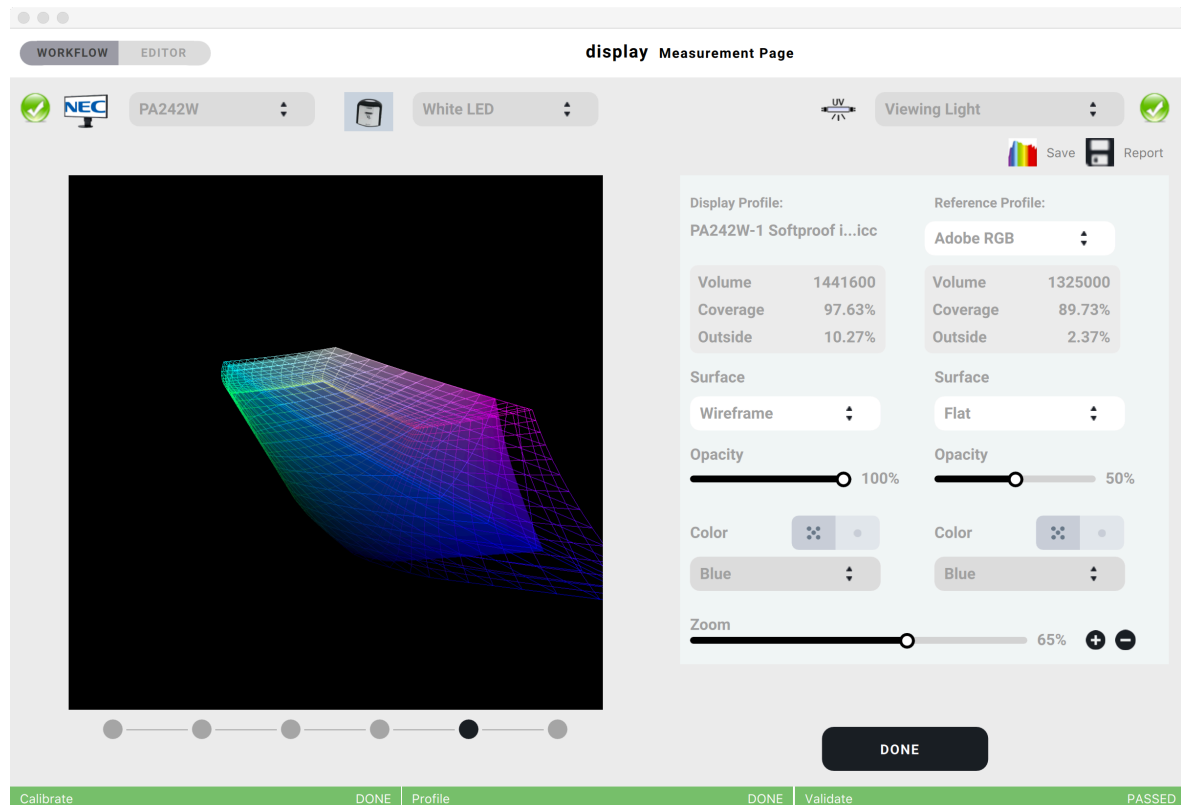 WORKFLOW EDITOR display Measurement Page
NEC PA242W White LED UV Viewing Light
Save Report
Display Profile: Reference Profile:
PA242W-1 Softproof i...icc Adobe RGB
Volume 1441600 Volume 1325000
Coverage 97.63% Coverage 89.73%
Outside 10.27% Outside 2.37%
Surface Surface
Wireframe Flat
Opacity Opacity
100% 50%
Color Color
Blue Blue
Zoom
65%
DONE
Calibrate DONE Profile DONE Validate PASSED